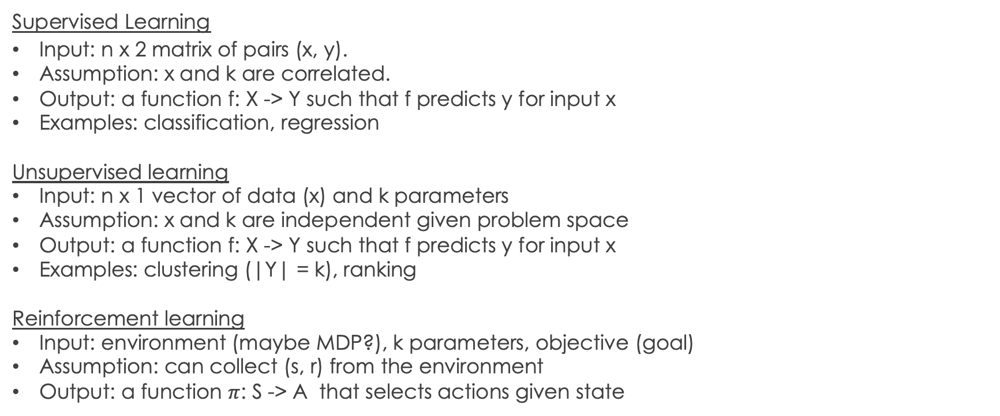 Supervised Learning
• Input: n x 2 matrix of pairs (x, y).
• Assumption: x and k are correlated.
• Output: a function f: X -> Y such that f predicts y for input x
• Examples: classification, regression
Unsupervised learning
• Input: n x 1 vector of data (x) and k parameters
• Assumption: x and k are independent given problem space
• Output: a function f: X -> Y such that f predicts y for input x
• Examples: clustering (|Y| = k), ranking
Reinforcement learning
• Input: environment (maybe MDP?), k parameters, objective (goal)
• Assumption: can collect (s, r) from the environment
• Output: a function π: S -> A that selects actions given state